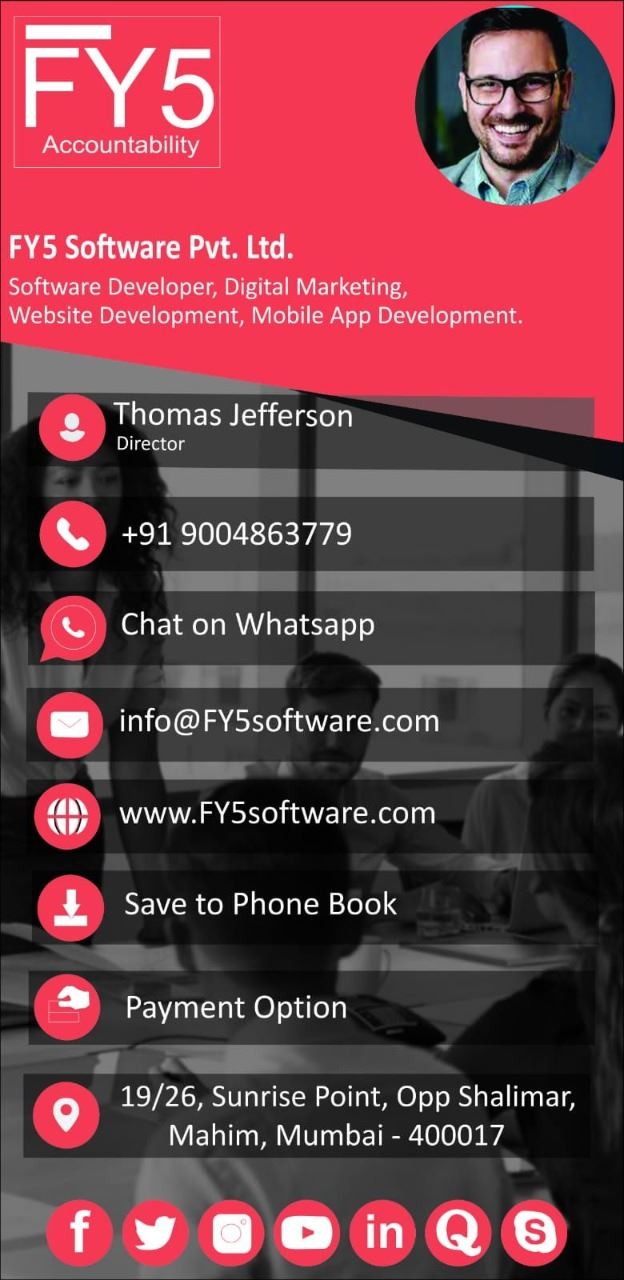 FY5
Accountability
FY5 Software Pvt. Ltd.
Software Developer, Digital Marketing,
Website Development, Mobile App Development.
Thomas Jefferson
Director
+91 9004863779
Chat on Whatsapp
info@FY5software.com
www.FY5software.com
Save to Phone Book
Payment Option
19/26, Sunrise Point, Opp Shalimar,
Mahim, Mumbai - 400017